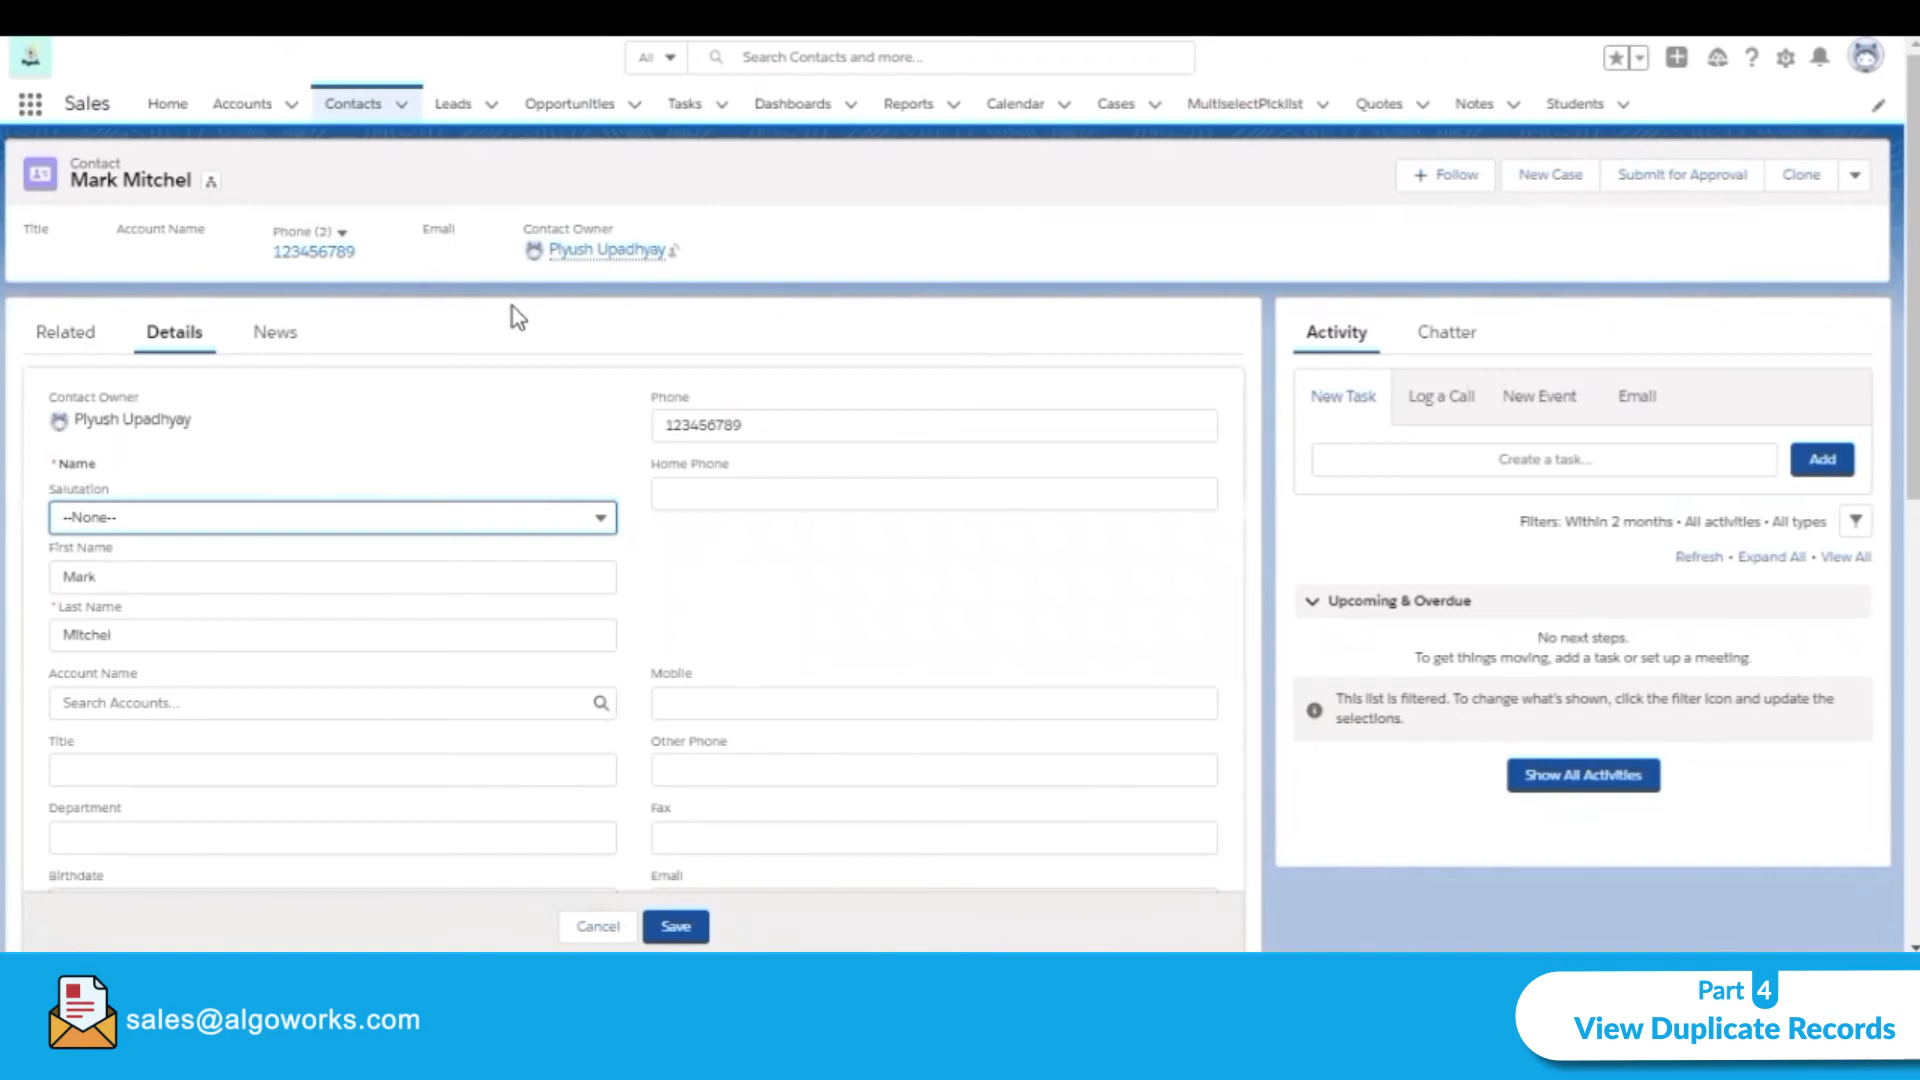 All
Search Contacts and more...
Sales
Home
Accounts
Contacts
Leads
Opportunities
Tasks
Dashboards
Reports
Calendar
Cases
MultiselectPicklist
Quotes
Notes
Students
Contact
Mark Mitchel
+ Follow
New Case
Submit for Approval
Clone
Title
Account Name
Phone (2)
Email
Contact Owner
123456789
Piyush Upadhyay
Related
Details
News
Activity
Chatter
Contact Owner
Piyush Upadhyay
Phone
123456789
*Name
Home Phone
Salutation
--None--
First Name
Mark
*Last Name
Mitchel
Account Name
Search Accounts...
Mobile
Title
Other Phone
Department
Fax
Birthdate
Email
Cancel
Save
New Task
Log a Call
New Event
Email
Create a task...
Add
Filters: Within 2 months • All activities • All types
Refresh • Expand All • View All
Upcoming & Overdue
No next steps.
To get things moving, add a task or set up a meeting.
This list is filtered. To change what's shown, click the filter icon and update the
selections.
Show All Activities
sales@algoworks.com
Part 4
View Duplicate Records